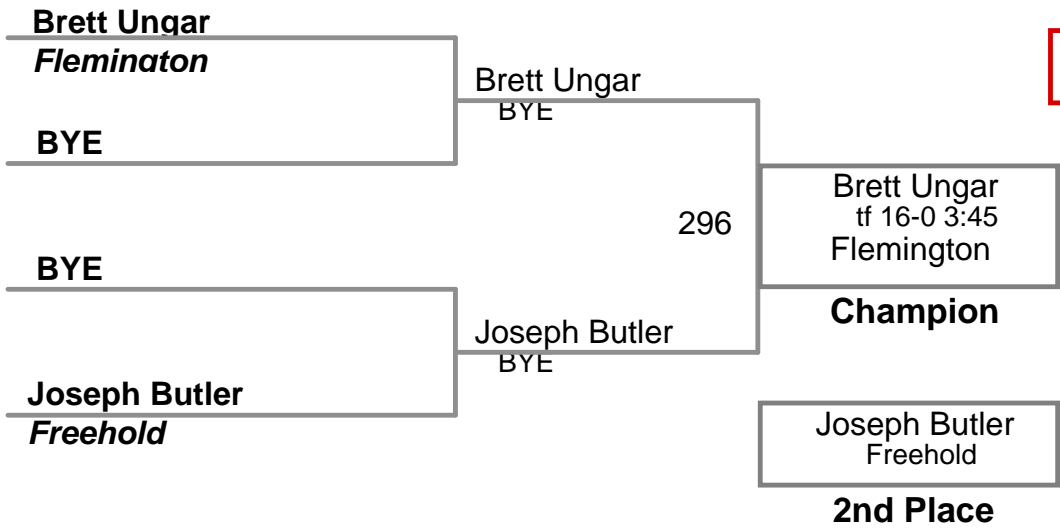 Brett Ungar
Flemington
BYE
BYE
Joseph Butler
Freehold
Brett Ungar
BYE
296
Joseph Butler
BYE
Brett Ungar
tf 16-0 3:45
Flemington
Champion
Joseph Butler
Freehold
2nd Place